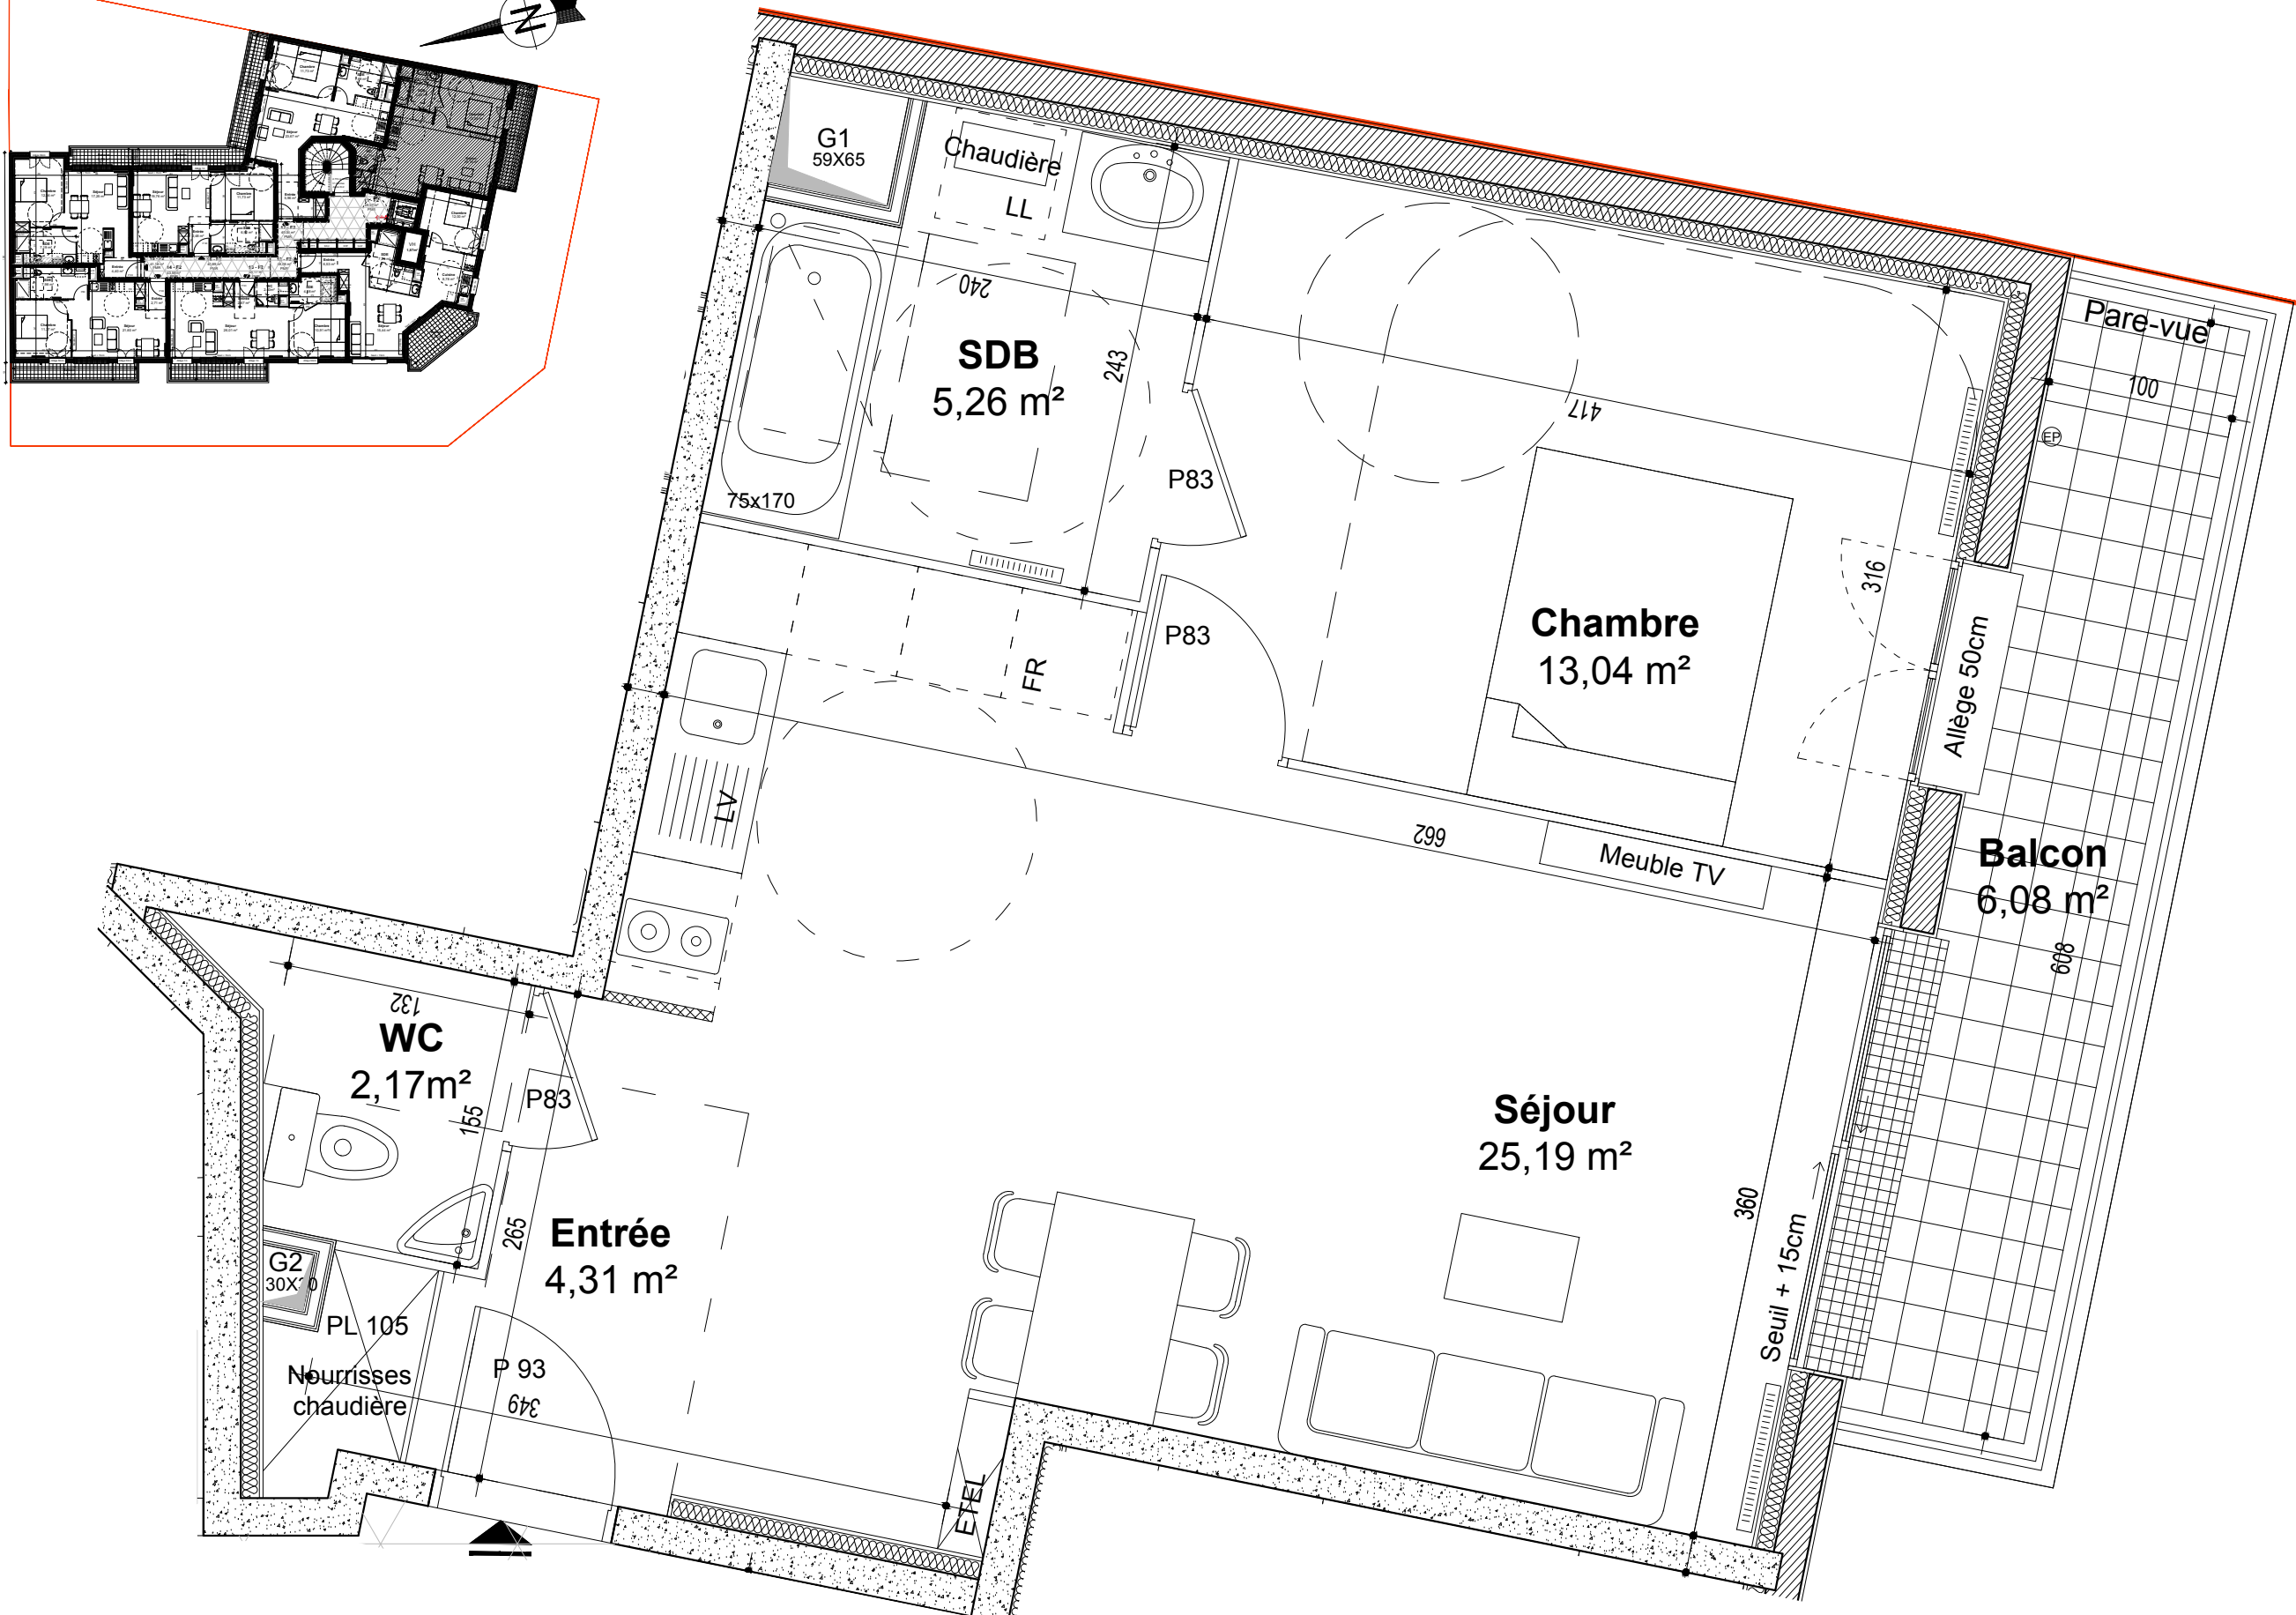 N
G1
59X65
Chaudière
LL
240
SDB
5,26 m²
243
75x170
P83
417
Pare-vue
100
EP
316
Chambre
13,04 m²
P83
FR
Allège 50cm
LV
662
Meuble TV
Balcon
6,08 m²
608
132
WC
2,17m²
155
P83
Séjour
25,19 m²
360
Seuil + 15cm
265
Entrée
4,31 m²
G2
PL 105
Nourrisses
chaudière
P 93
349
ETEL